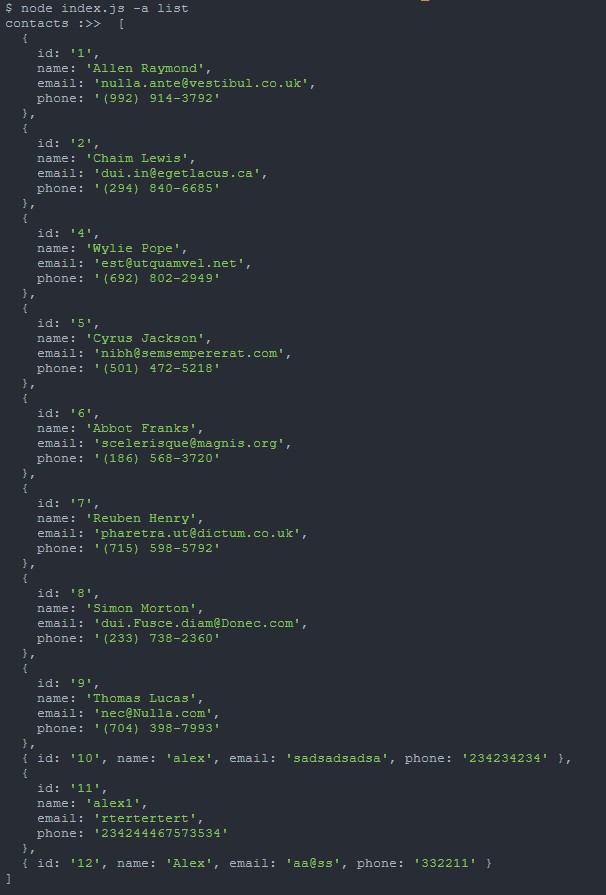 $ node index.js -a list
contacts :>>  [
  {
    id: '1',
    name: 'Allen Raymond',
    email: 'nulla.ante@vestibul.co.uk',
    phone: '(992) 914-3792'
  },
  {
    id: '2',
    name: 'Chaim Lewis',
    email: 'dui.in@egetlacus.ca',
    phone: '(294) 840-6685'
  },
  {
    id: '4',
    name: 'Wylie Pope',
    email: 'est@utquamvel.net',
    phone: '(692) 802-2949'
  },
  {
    id: '5',
    name: 'Cyrus Jackson',
    email: 'nibh@semsempererat.com',
    phone: '(501) 472-5218'
  },
  {
    id: '6',
    name: 'Abbot Franks',
    email: 'scelerisque@magnis.org',
    phone: '(186) 568-3720'
  },
  {
    id: '7',
    name: 'Reuben Henry',
    email: 'pharetra.ut@dictum.co.uk',
    phone: '(715) 598-5792'
  },
  {
    id: '8',
    name: 'Simon Morton',
    email: 'dui.Fusce.diam@Donec.com',
    phone: '(233) 738-2360'
  },
  {
    id: '9',
    name: 'Thomas Lucas',
    email: 'nec@Nulla.com',
    phone: '(704) 398-7993'
  },
  { id: '10', name: 'alex', email: 'sadsadsadsa', phone: '234234234' },
  {
    id: '11',
    name: 'alex1',
    email: 'rtertertert',
    phone: '234244467573534'
  },
  { id: '12', name: 'Alex', email: 'aa@ss', phone: '332211' }
]